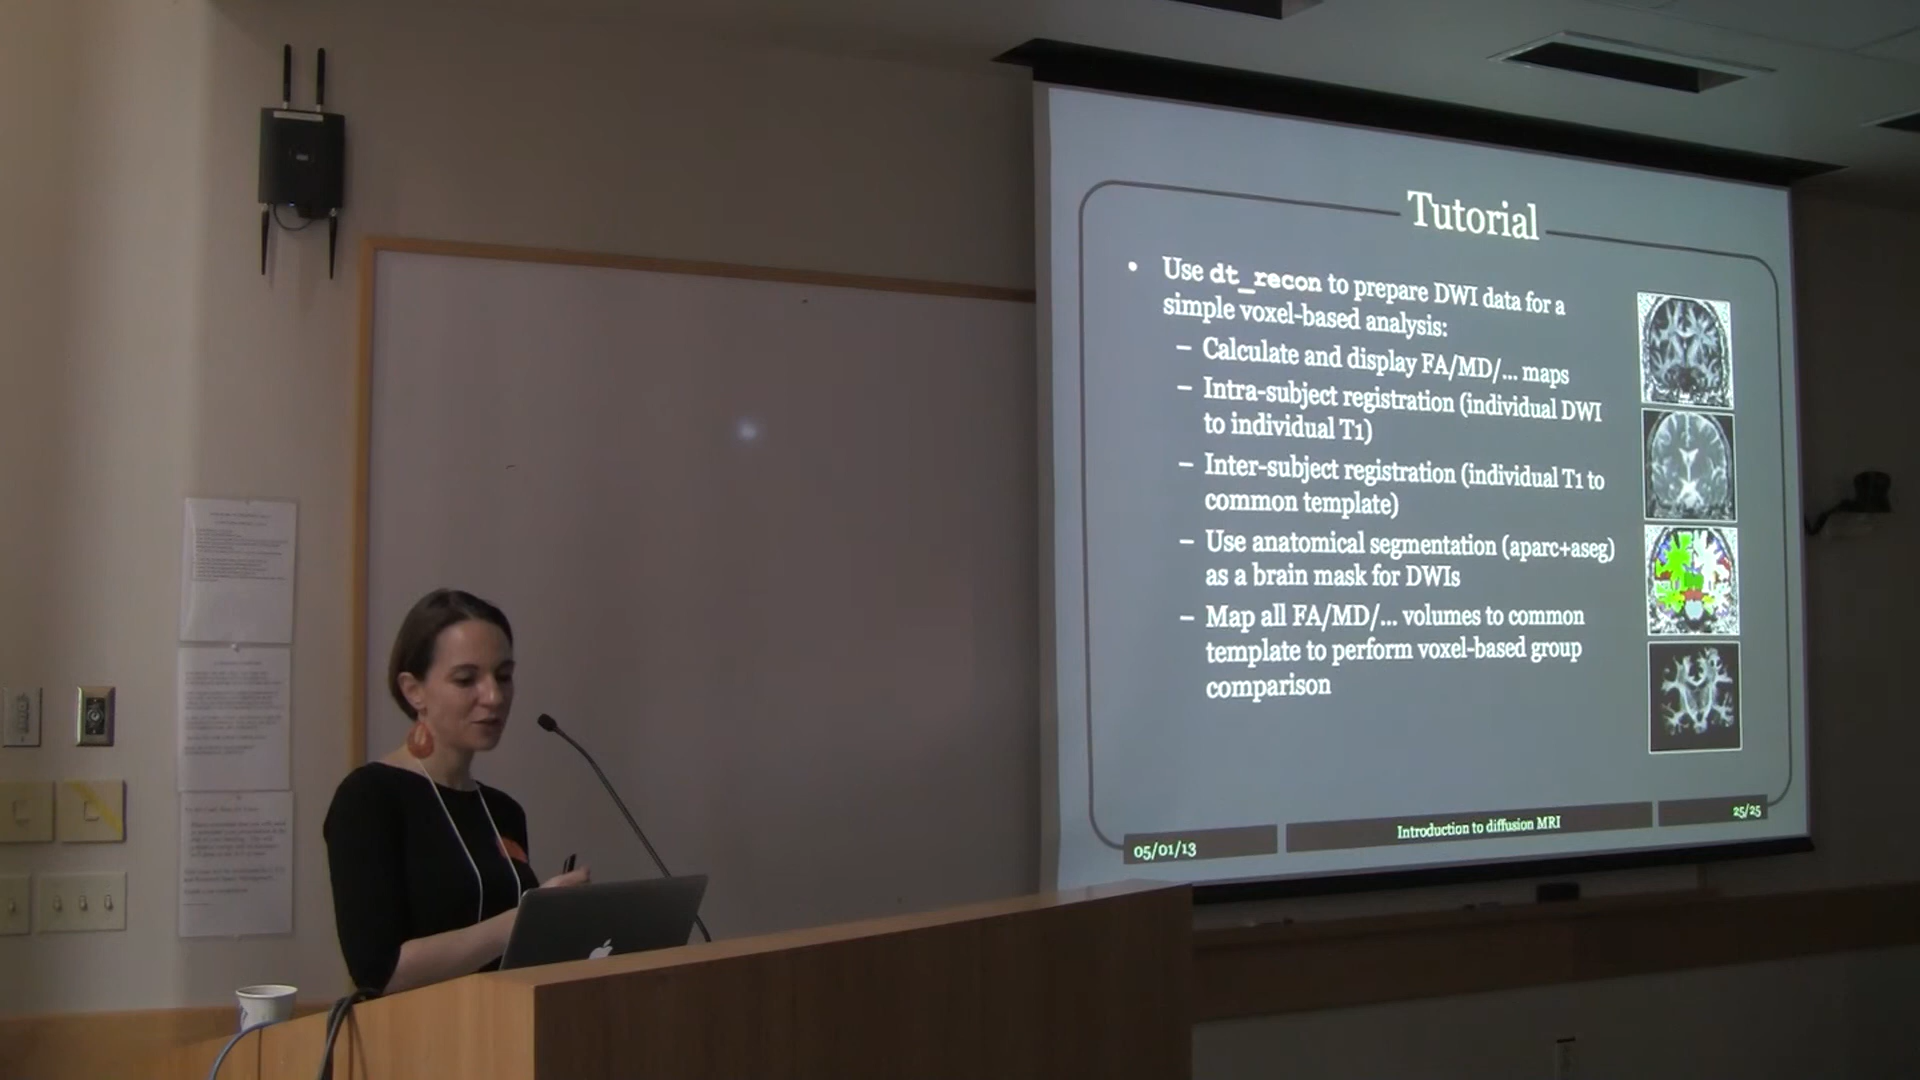 Tutorial
• Use dt_recon to prepare DWI data for a
simple voxel-based analysis:
– Calculate and display FA/MD/... maps
– Intra-subject registration (individual DWI
to individual T1)
– Inter-subject registration (individual T1 to
common template)
– Use anatomical segmentation (aparc+aseg)
as a brain mask for DWIs
– Map all FA/MD/... volumes to common
template to perform voxel-based group
comparison
05/01/13
Introduction to diffusion MRI
25/25